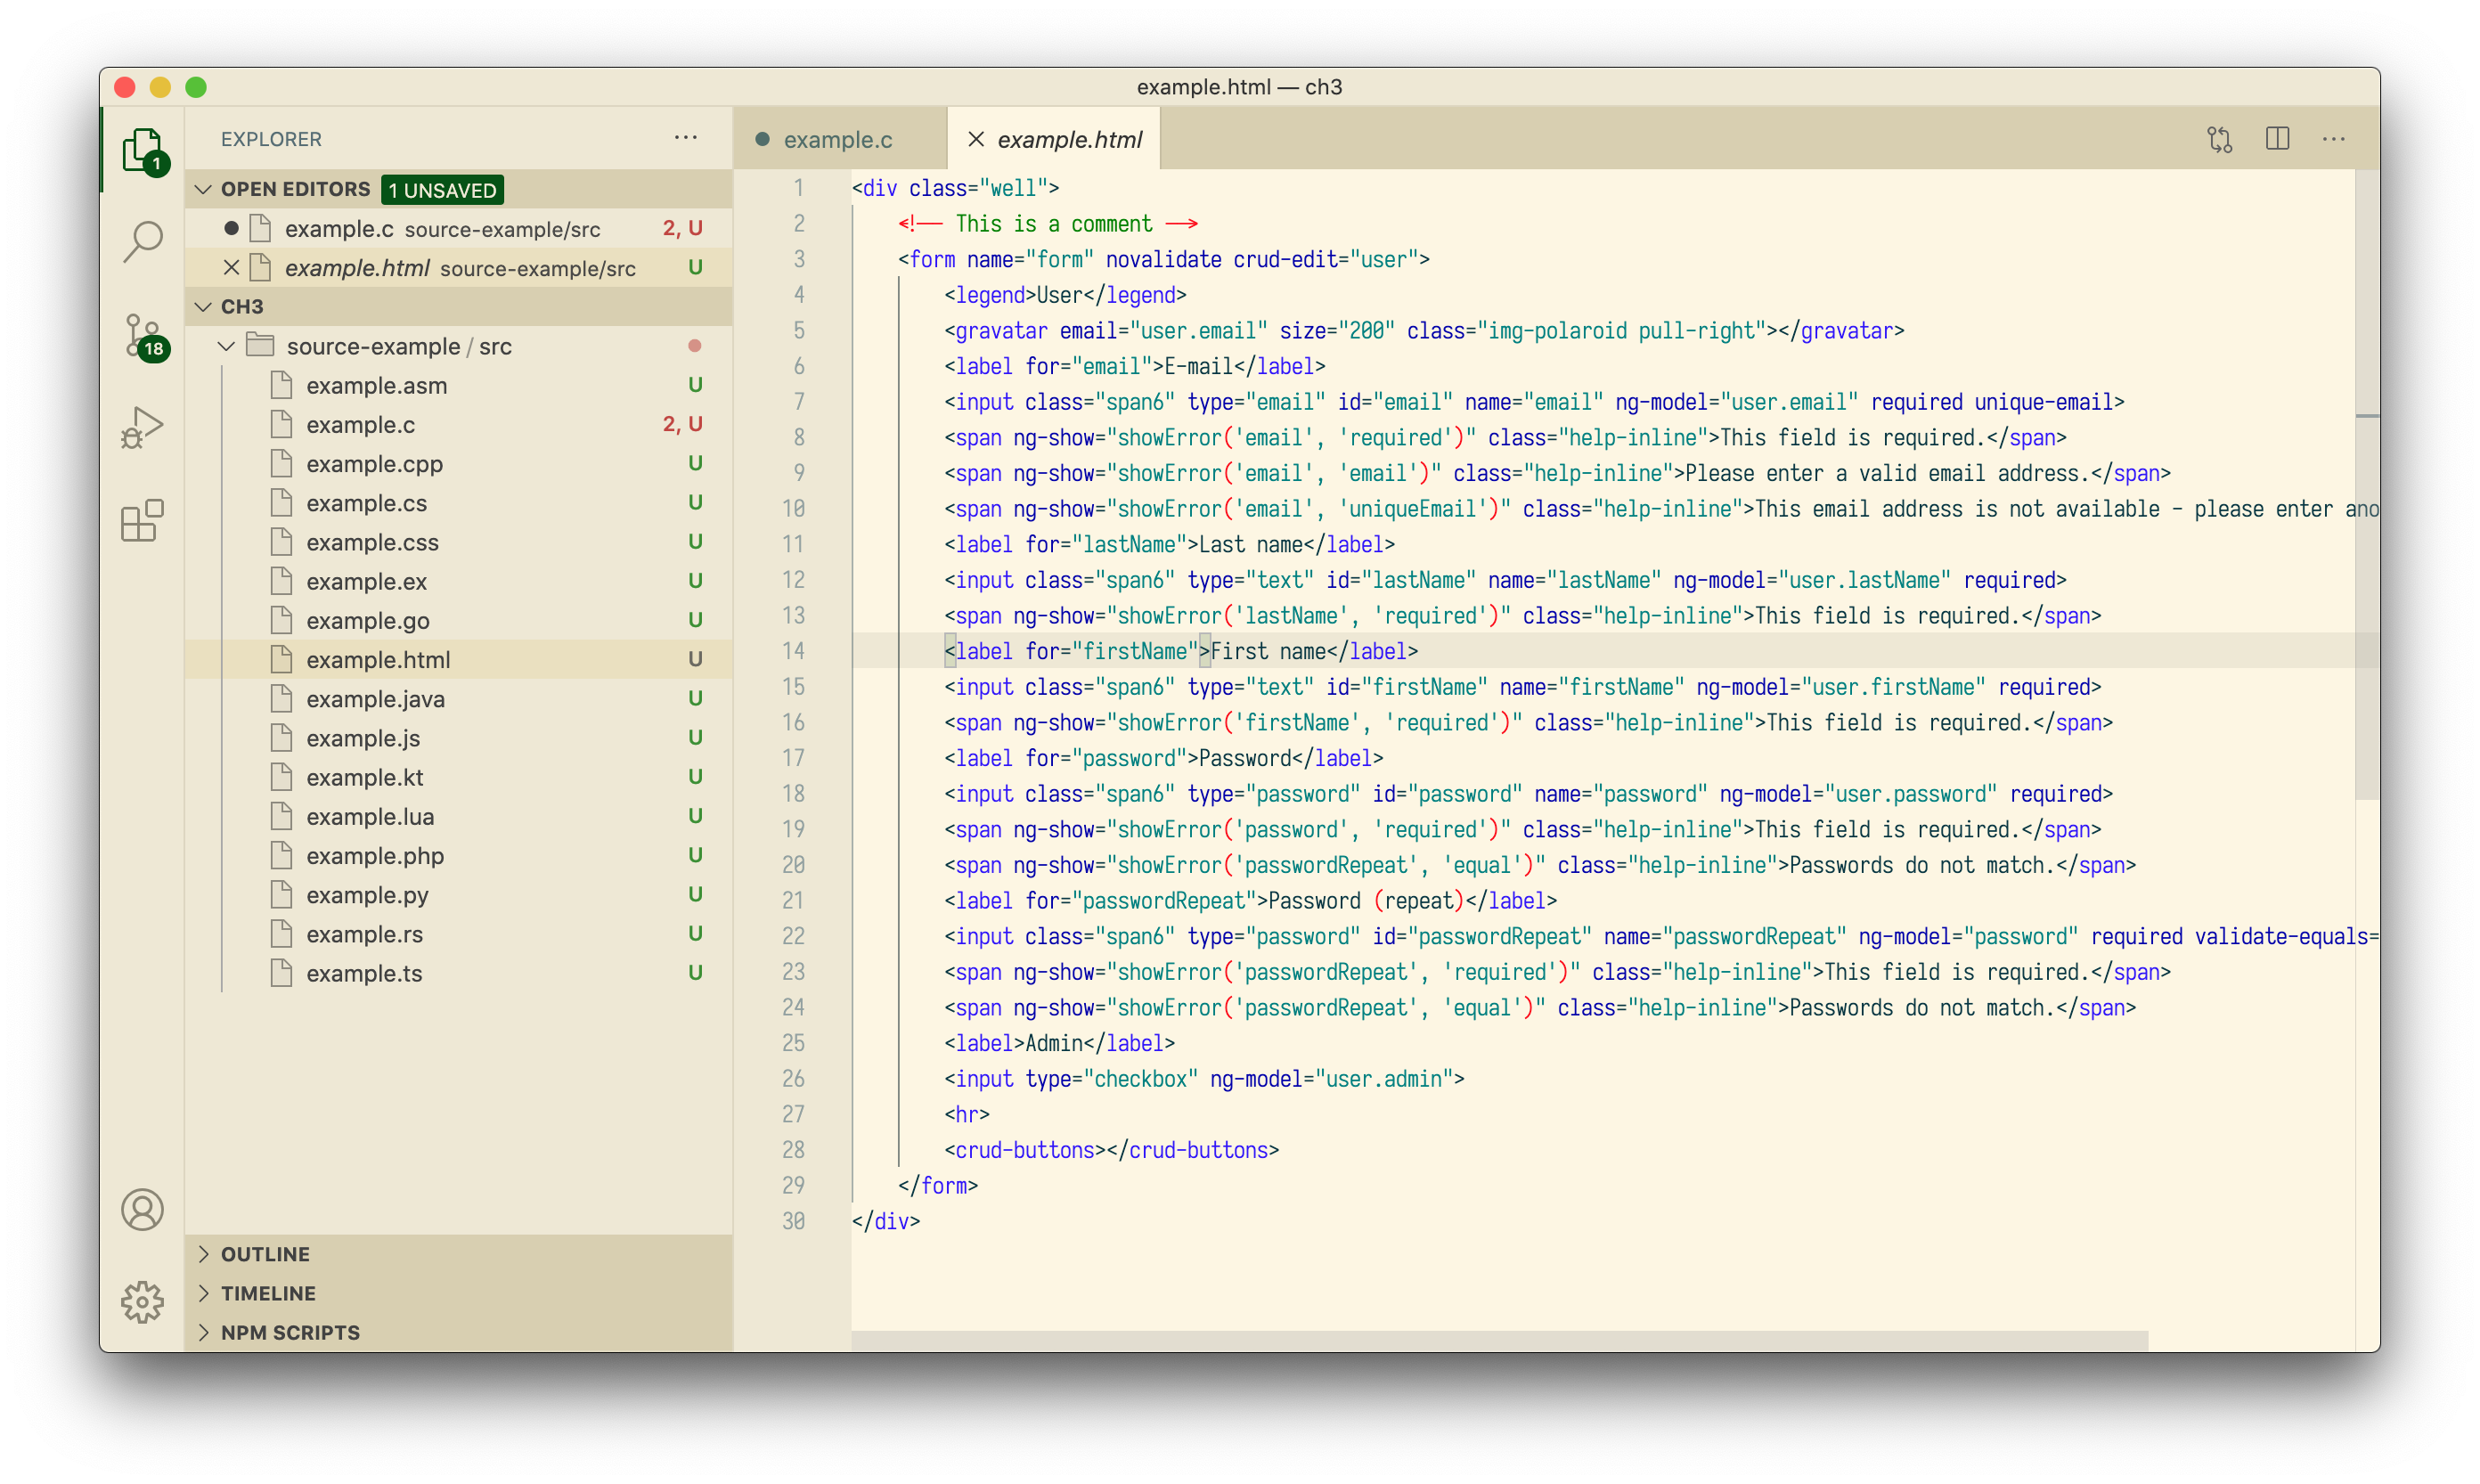 example.html — ch3
EXPLORER
OPEN EDITORS 1 UNSAVED
example.c source-example/src 2, U
example.html source-example/src U
CH3
source-example / src
example.asm U
example.c 2, U
example.cpp U
example.cs U
example.css U
example.ex U
example.go U
example.html U
example.java U
example.js U
example.kt U
example.lua U
example.php U
example.py U
example.rs U
example.ts U
OUTLINE
TIMELINE
NPM SCRIPTS
1
18
example.c
example.html
1 <div class="well">
2 <!-- This is a comment -->
3 <form name="form" novalidate crud-edit="user">
4 <legend>User</legend>
5 <gravatar email="user.email" size="200" class="img-polaroid pull-right"></gravatar>
6 <label for="email">E-mail</label>
7 <input class="span6" type="email" id="email" name="email" ng-model="user.email" required unique-email>
8 <span ng-show="showError('email', 'required')" class="help-inline">This field is required.</span>
9 <span ng-show="showError('email', 'email')" class="help-inline">Please enter a valid email address.</span>
10 <span ng-show="showError('email', 'uniqueEmail')" class="help-inline">This email address is not available - please enter ano
11 <label for="lastName">Last name</label>
12 <input class="span6" type="text" id="lastName" name="lastName" ng-model="user.lastName" required>
13 <span ng-show="showError('lastName', 'required')" class="help-inline">This field is required.</span>
14 <label for="firstName">First name</label>
15 <input class="span6" type="text" id="firstName" name="firstName" ng-model="user.firstName" required>
16 <span ng-show="showError('firstName', 'required')" class="help-inline">This field is required.</span>
17 <label for="password">Password</label>
18 <input class="span6" type="password" id="password" name="password" ng-model="user.password" required>
19 <span ng-show="showError('password', 'required')" class="help-inline">This field is required.</span>
20 <span ng-show="showError('passwordRepeat', 'equal')" class="help-inline">Passwords do not match.</span>
21 <label for="passwordRepeat">Password (repeat)</label>
22 <input class="span6" type="password" id="passwordRepeat" name="passwordRepeat" ng-model="password" required validate-equals=
23 <span ng-show="showError('passwordRepeat', 'required')" class="help-inline">This field is required.</span>
24 <span ng-show="showError('passwordRepeat', 'equal')" class="help-inline">Passwords do not match.</span>
25 <label>Admin</label>
26 <input type="checkbox" ng-model="user.admin">
27 <hr>
28 <crud-buttons></crud-buttons>
29 </form>
30 </div>